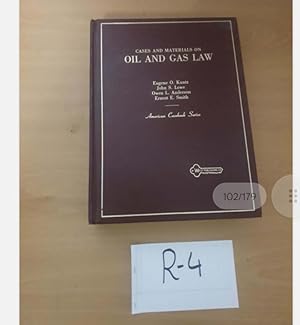 CASES AND MATERIALS ON
OIL AND GAS LAW
Eugene O. Kuntz
John S. Lowe
Owen L. Anderson
Ernest E. Smith
American Casebook Series
102/179
R-4